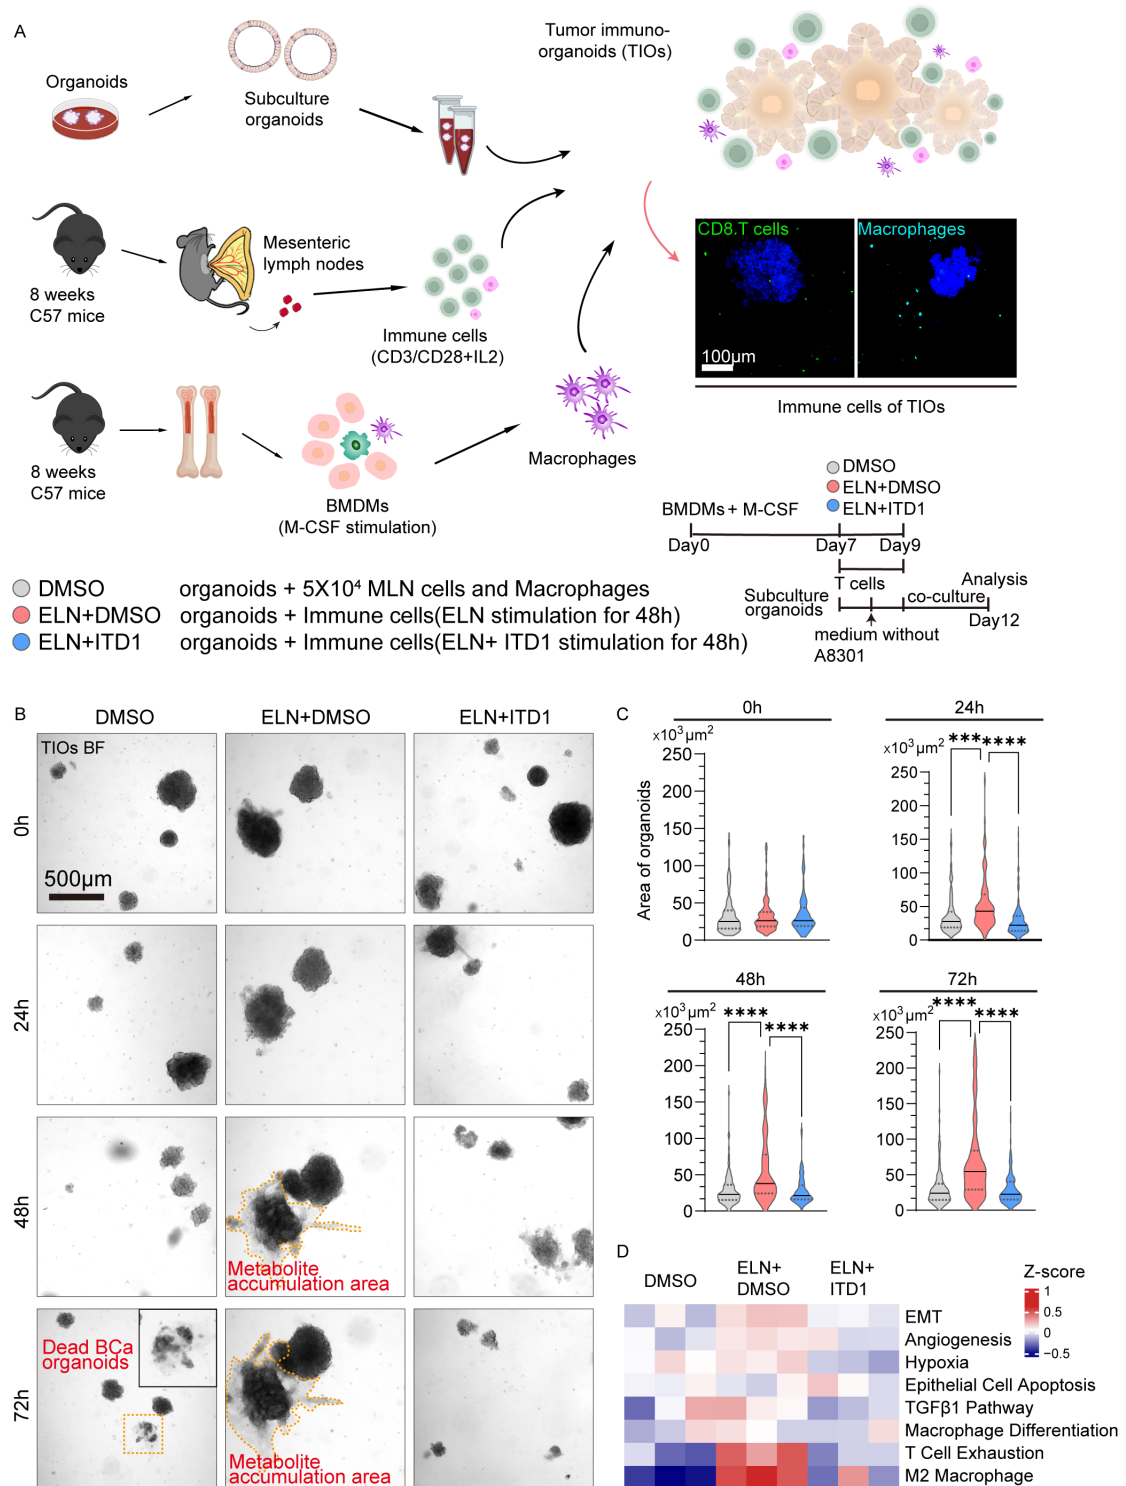 A
Organoids
Subculture
organoids
Tumor immuno-
organoids (TIOs)
8 weeks
C57 mice
Mesenteric
lymph nodes
Immune cells
(CD3/CD28+IL2)
CD8.T cells
Macrophages
100μm
Immune cells of TIOs
8 weeks
C57 mice
BMDMs
(M-CSF stimulation)
Macrophages
DMSO
ELN+DMSO
ELN+ITD1
BMDMs + M-CSF
Day0
Day7
Day9
T cells
Subculture
organoids
co-culture
Analysis
Day12
medium without
A8301
DMSO organoids + 5X10⁴ MLN cells and Macrophages
ELN+DMSO organoids + Immune cells(ELN stimulation for 48h)
ELN+ITD1 organoids + Immune cells(ELN+ ITD1 stimulation for 48h)
B
DMSO
ELN+DMSO
ELN+ITD1
TIOs BF
0h
500μm
24h
48h
Metabolite
accumulation area
72h
Dead BCa
organoids
Metabolite
accumulation area
C
Area of organoids
0h
x10³ μm²
250
200
150
100
50
0
24h
x10³ μm²
*** ****
250
200
150
100
50
0
48h
x10³ μm²
**** ****
250
200
150
100
50
0
72h
x10³ μm²
**** ****
250
200
150
100
50
0
D
DMSO
ELN+
DMSO
ELN+
ITD1
EMT
Angiogenesis
Hypoxia
Epithelial Cell Apoptosis
TGFβ1 Pathway
Macrophage Differentiation
T Cell Exhaustion
M2 Macrophage
Z-score
1
0.5
0
−0.5